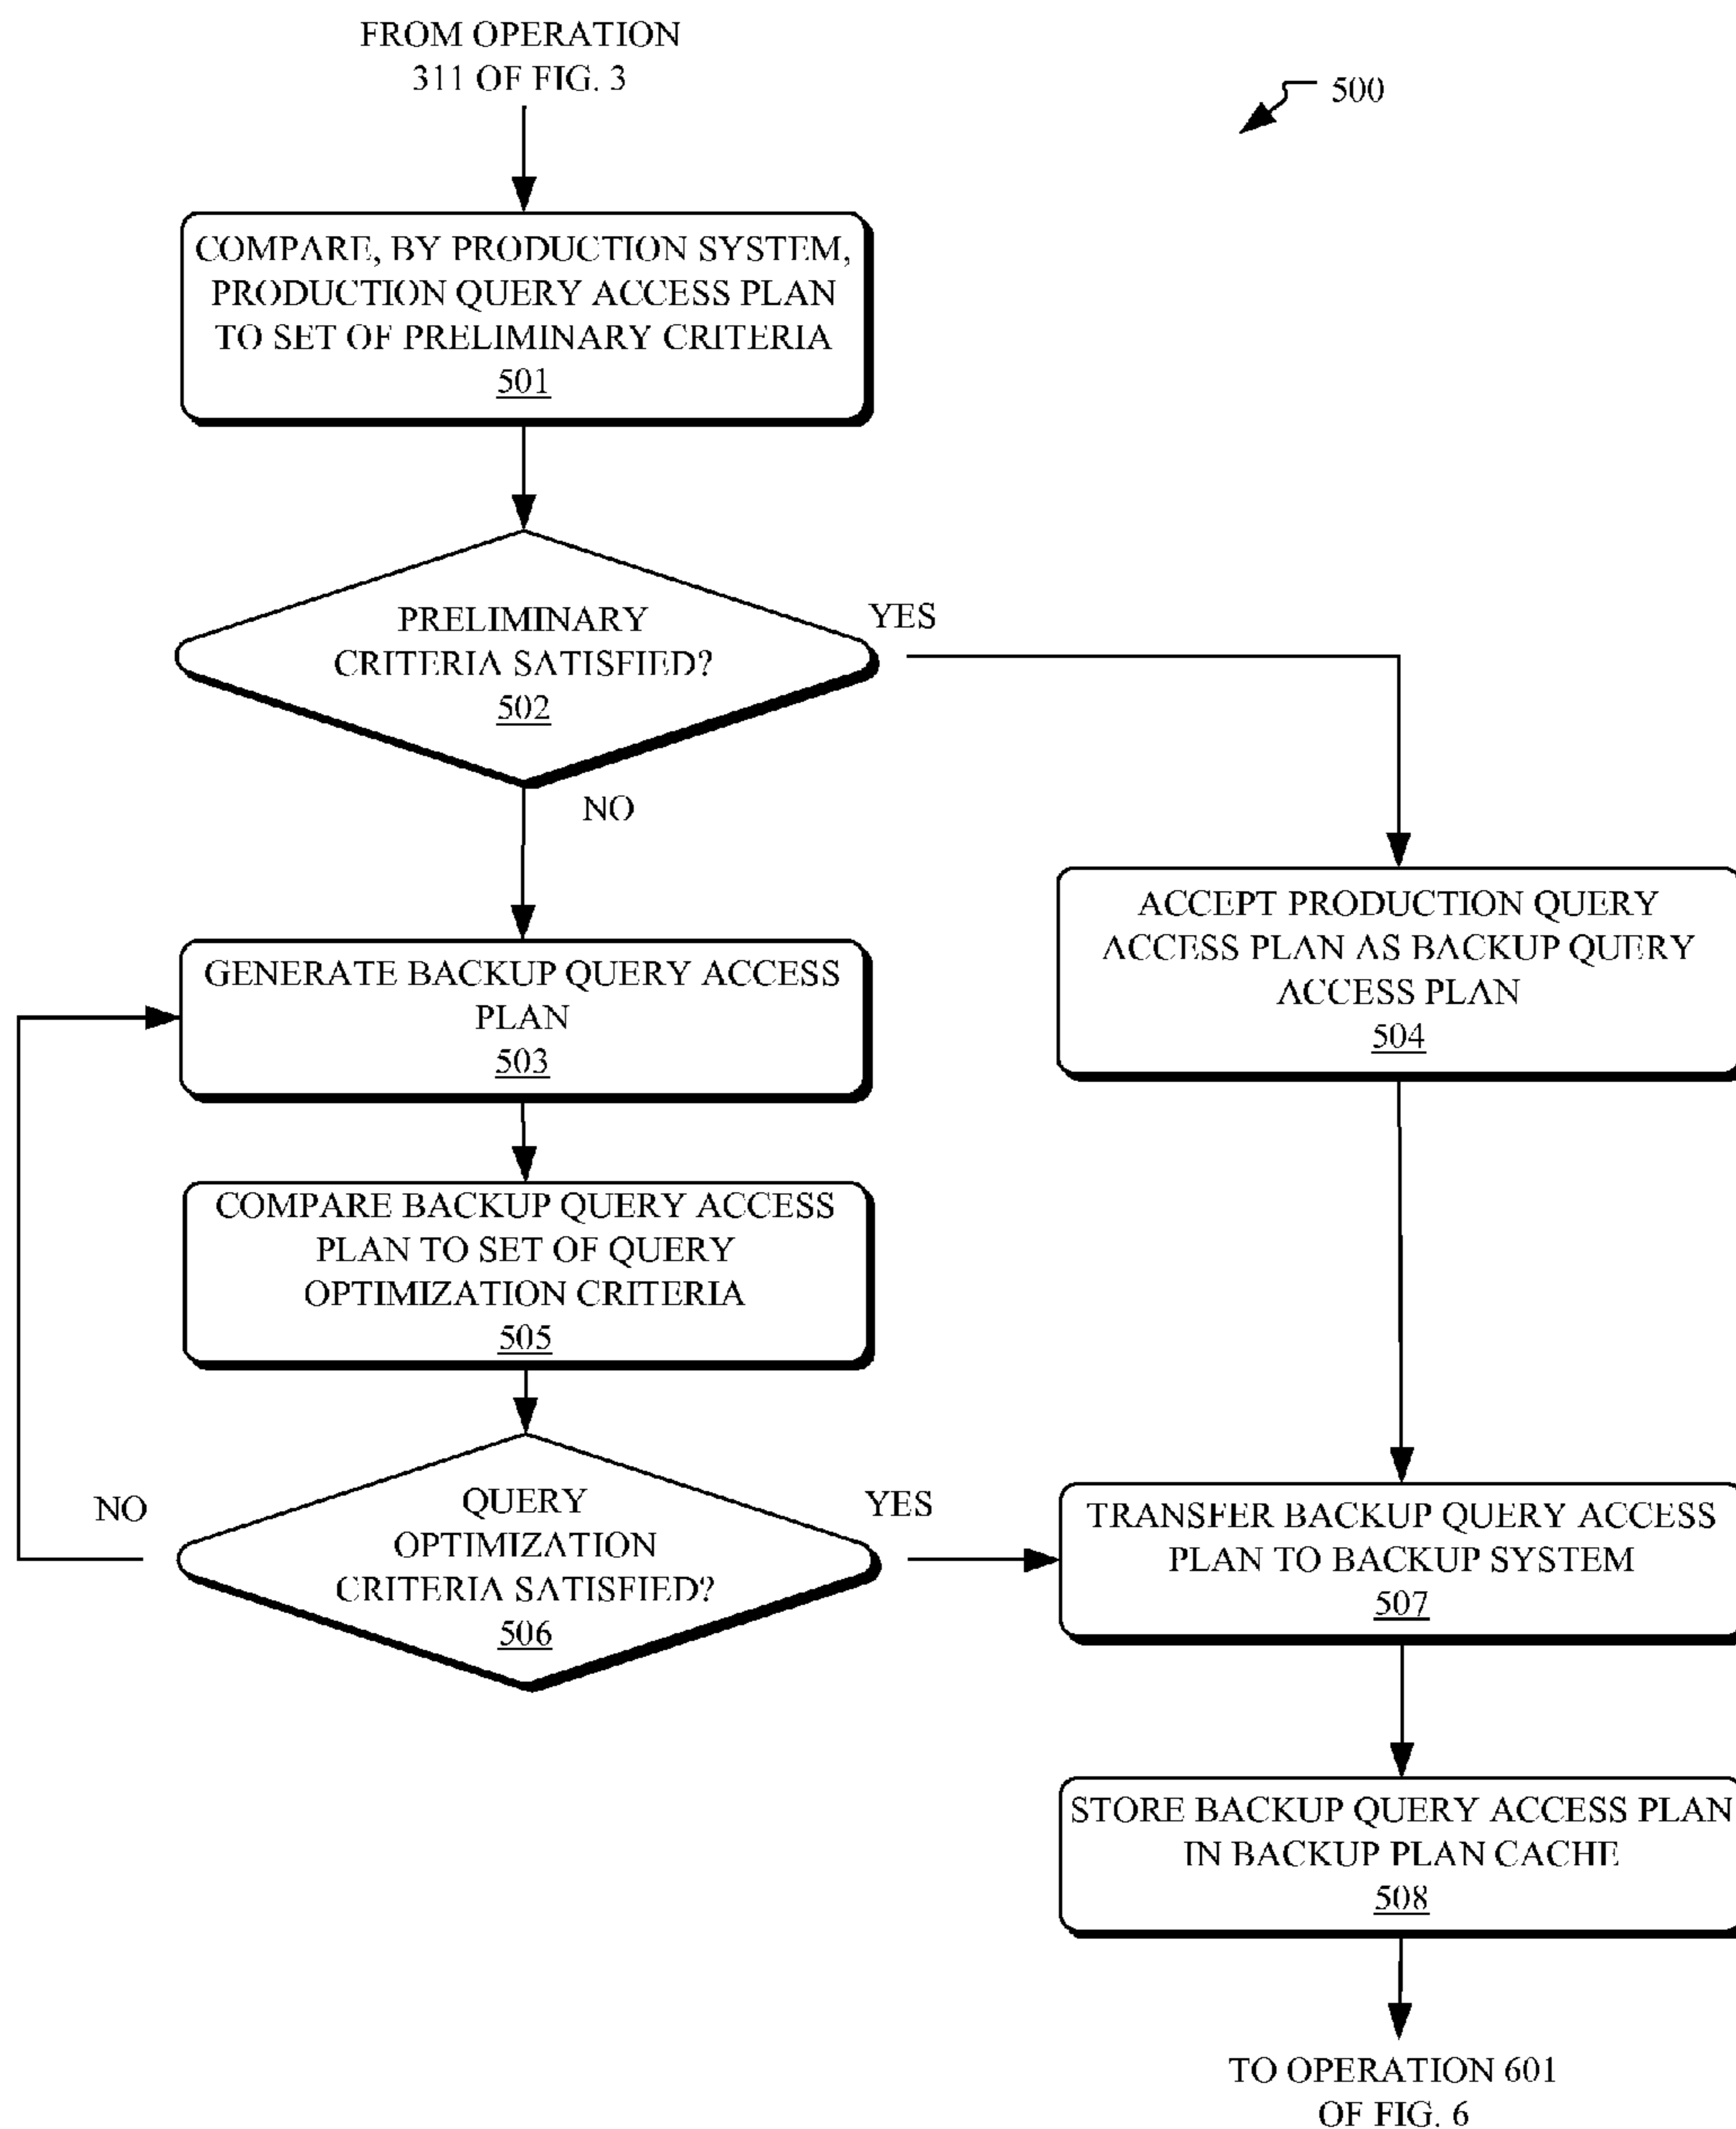 FROM OPERATION
311 OF FIG. 3
500
COMPARE, BY PRODUCTION SYSTEM,
PRODUCTION QUERY ACCESS PLAN
TO SET OF PRELIMINARY CRITERIA
501
PRELIMINARY
CRITERIA SATISFIED?
502
YES
NO
ACCEPT PRODUCTION QUERY
ACCESS PLAN AS BACKUP QUERY
ACCESS PLAN
504
GENERATE BACKUP QUERY ACCESS
PLAN
503
COMPARE BACKUP QUERY ACCESS
PLAN TO SET OF QUERY
OPTIMIZATION CRITERIA
505
NO
QUERY
OPTIMIZATION
CRITERIA SATISFIED?
506
YES
TRANSFER BACKUP QUERY ACCESS
PLAN TO BACKUP SYSTEM
507
STORE BACKUP QUERY ACCESS PLAN
IN BACKUP PLAN CACHE
508
TO OPERATION 601
OF FIG. 6